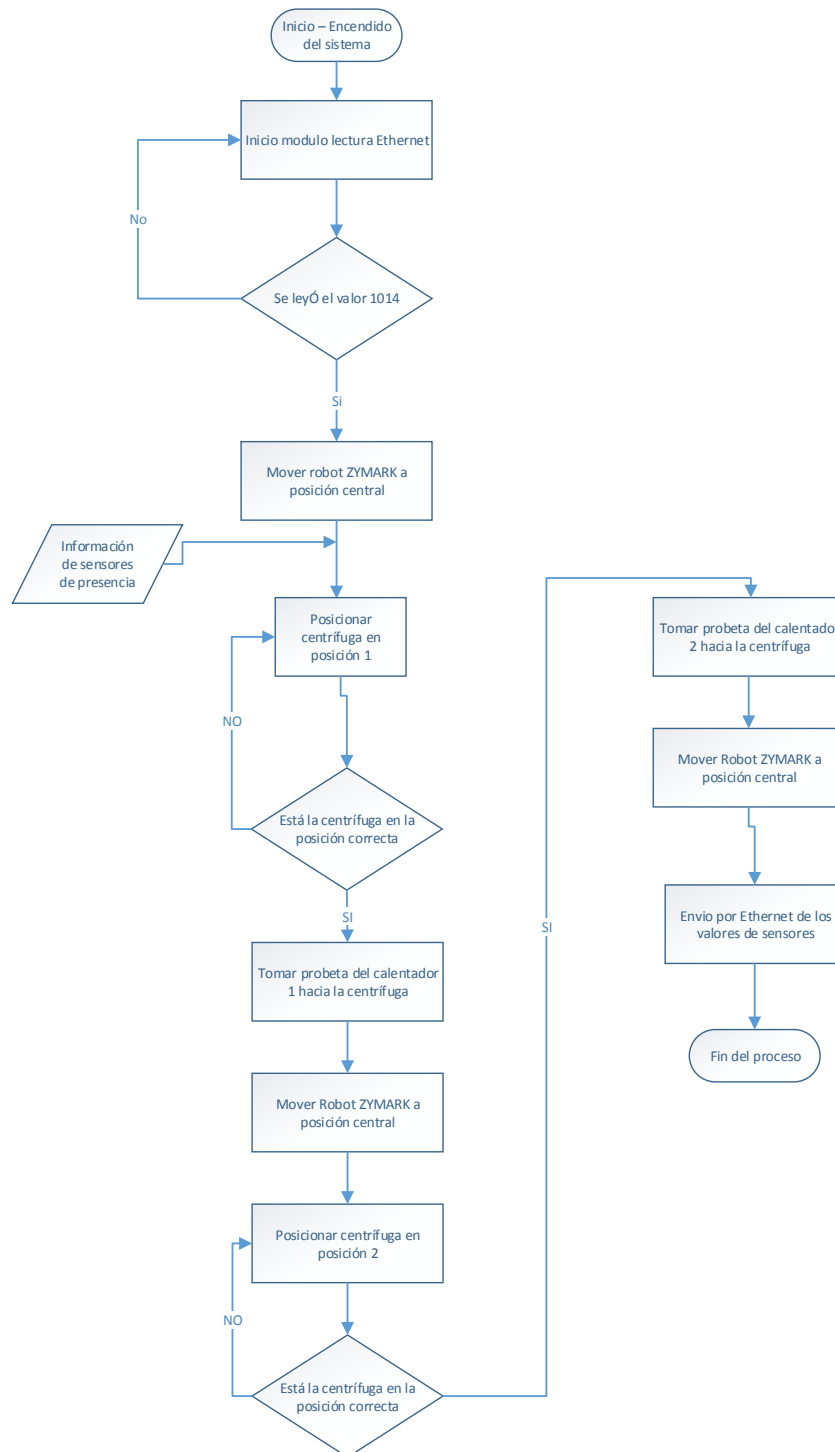 Inicio – Encendido
del sistema
Inicio modulo lectura Ethernet
No
Se leyÓ el valor 1014
Si
Mover robot ZYMARK a
posición central
Información
de sensores
de presencia
Posicionar
centrífuga en
posición 1
NO
Está la centrífuga en la
posición correcta
SI
Tomar probeta del calentador
1 hacia la centrífuga
Mover Robot ZYMARK a
posición central
Posicionar centrífuga en
posición 2
NO
Está la centrífuga en la
posición correcta
SI
Tomar probeta del calentado
2 hacia la centrífuga
Mover Robot ZYMARK a
posición central
Envio por Ethernet de los
valores de sensores
Fin del proceso